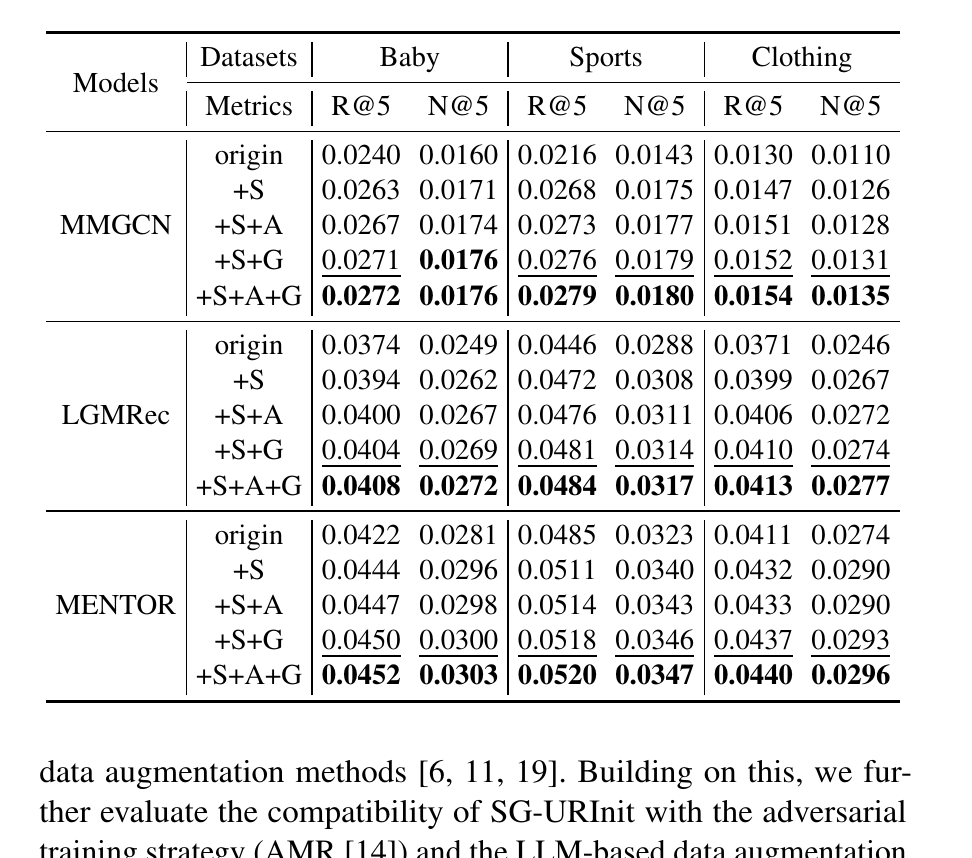 Models Datasets Baby Sports Clothing
Metrics R@5 N@5 R@5 N@5 R@5 N@5
MMGCN
origin 0.0240 0.0160 0.0216 0.0143 0.0130 0.0110
+S 0.0263 0.0171 0.0268 0.0175 0.0147 0.0126
+S+A 0.0267 0.0174 0.0273 0.0177 0.0151 0.0128
+S+G 0.0271 0.0176 0.0276 0.0179 0.0152 0.0131
+S+A+G 0.0272 0.0176 0.0279 0.0180 0.0154 0.0135
LGMRec
origin 0.0374 0.0249 0.0446 0.0288 0.0371 0.0246
+S 0.0394 0.0262 0.0472 0.0308 0.0399 0.0267
+S+A 0.0400 0.0267 0.0476 0.0311 0.0406 0.0272
+S+G 0.0404 0.0269 0.0481 0.0314 0.0410 0.0274
+S+A+G 0.0408 0.0272 0.0484 0.0317 0.0413 0.0277
MENTOR
origin 0.0422 0.0281 0.0485 0.0323 0.0411 0.0274
+S 0.0444 0.0296 0.0511 0.0340 0.0432 0.0290
+S+A 0.0447 0.0298 0.0514 0.0343 0.0433 0.0290
+S+G 0.0450 0.0300 0.0518 0.0346 0.0437 0.0293
+S+A+G 0.0452 0.0303 0.0520 0.0347 0.0440 0.0296
data augmentation methods [6, 11, 19]. Building on this, we fur-
ther evaluate the compatibility of SG-URInit with the adversarial
training strategy (AMR [14]) and the LLM-based data augmentation